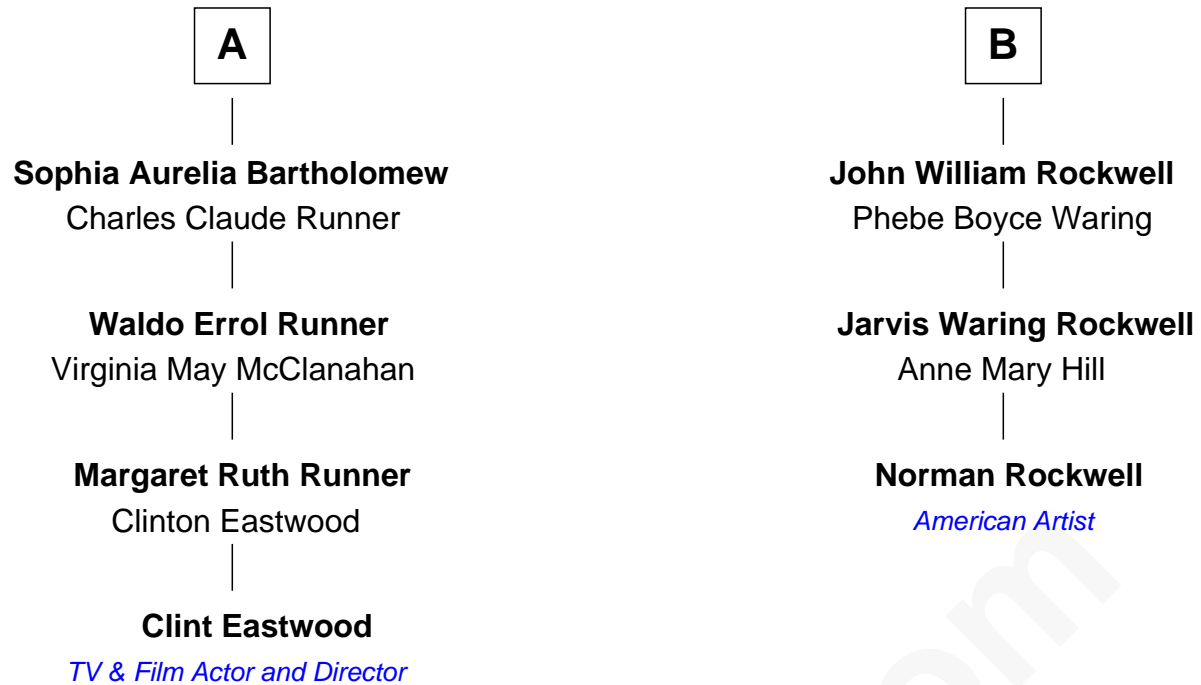 A
Sophia Aurelia Bartholomew
Charles Claude Runner
Waldo Errol Runner
Virginia May McClanahan
Margaret Ruth Runner
Clinton Eastwood
Clint Eastwood
TV & Film Actor and Director
B
John William Rockwell
Phebe Boyce Waring
Jarvis Waring Rockwell
Anne Mary Hill
Norman Rockwell
American Artist
om